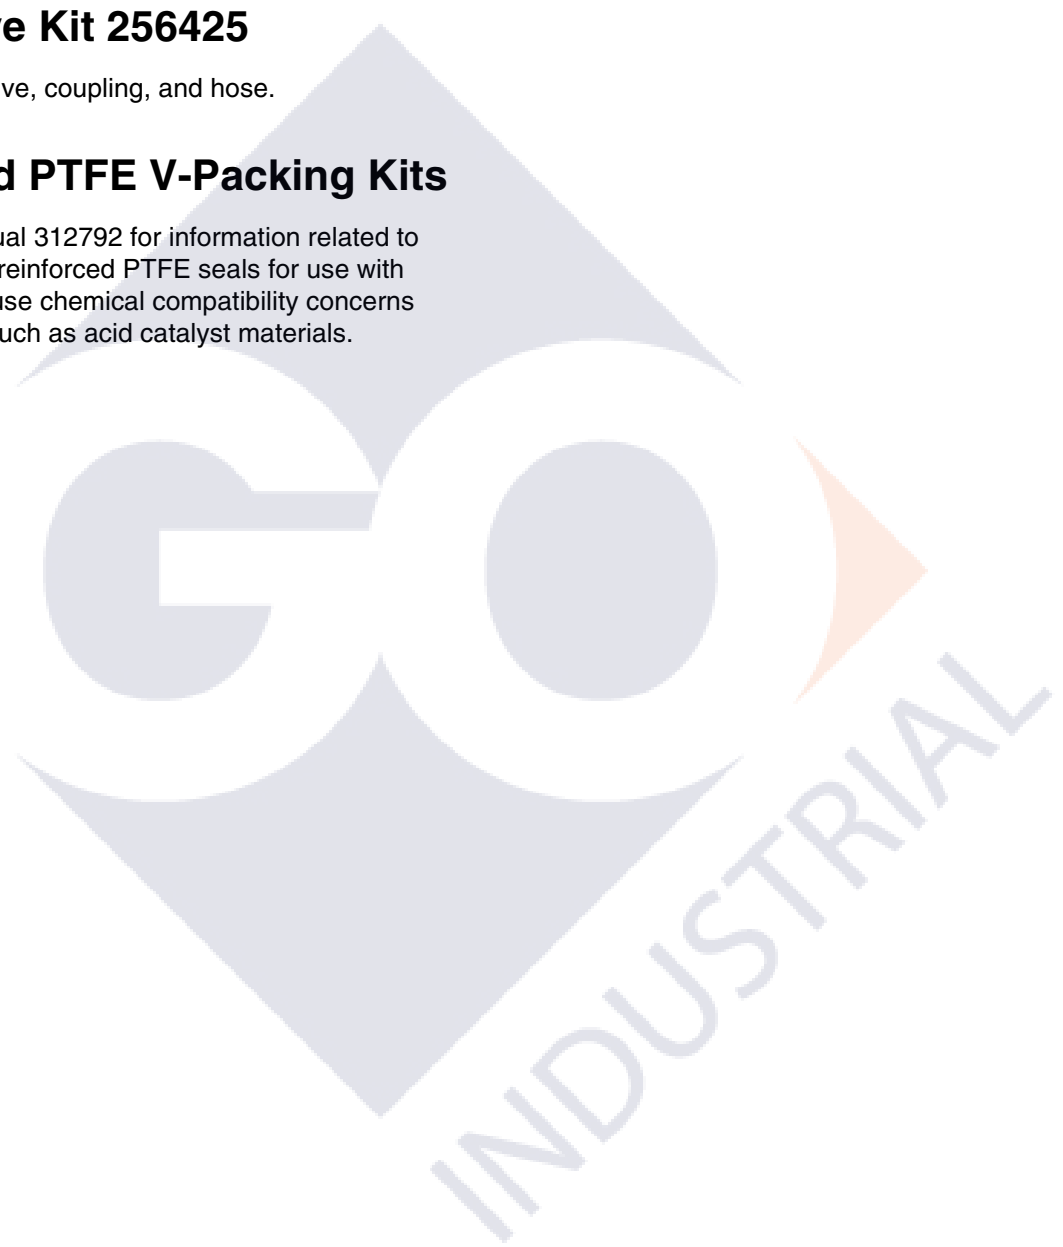 e Kit 256425
ve, coupling, and hose.
d PTFE V-Packing Kits
ual 312792 for information related to
reinforced PTFE seals for use with
use chemical compatibility concerns
uch as acid catalyst materials.
GO
INDUSTRIAL